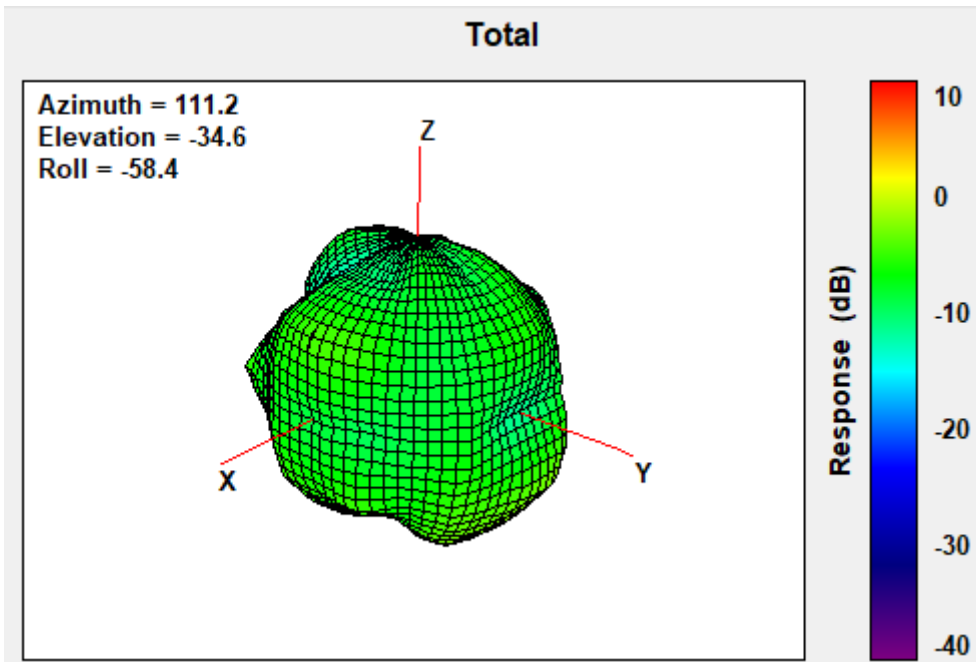 Total
Azimuth = 111.2
Elevation = -34.6
Roll = -58.4
Z
X
Y
10
0
-10
-20
-30
-40
Response (dB)